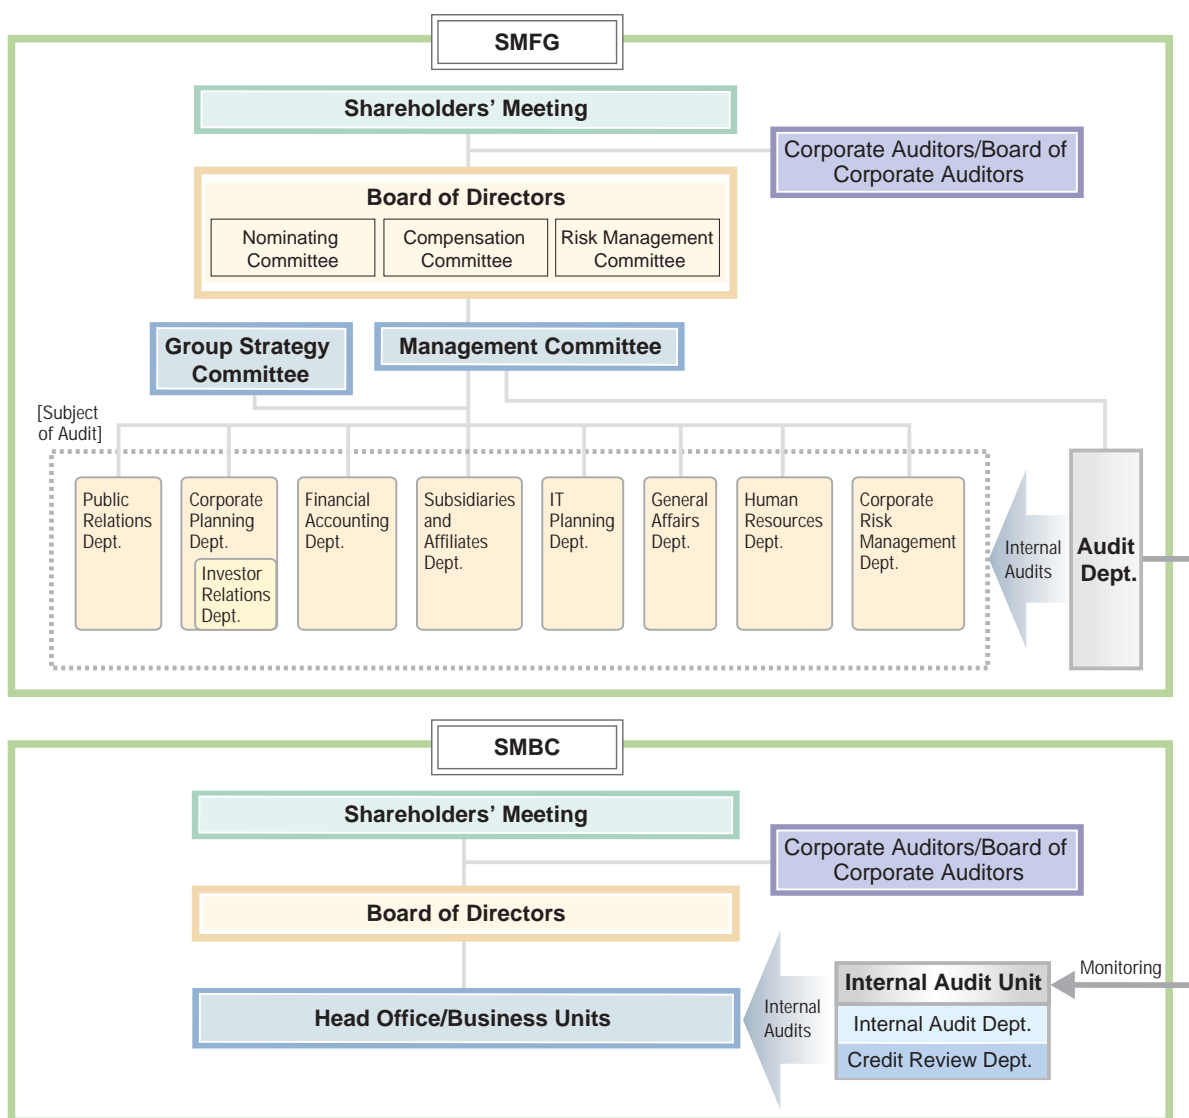 SMFG
Shareholders’ Meeting
Corporate Auditors/Board of
Corporate Auditors
Board of Directors
Nominating
Committee
Compensation
Committee
Risk Management
Committee
Group Strategy
Committee
Management Committee
[Subject
of Audit]
Public
Relations
Dept.
Corporate
Planning
Dept.
Investor
Relations
Dept.
Financial
Accounting
Dept.
Subsidiaries
and
Affiliates
Dept.
IT
Planning
Dept.
General
Affairs
Dept.
Human
Resources
Dept.
Corporate
Risk
Management
Dept.
Internal
Audits
Audit
Dept.
SMBC
Shareholders’ Meeting
Corporate Auditors/Board of
Corporate Auditors
Board of Directors
Head Office/Business Units
Internal
Audits
Internal Audit Unit
Internal Audit Dept.
Credit Review Dept.
Monitoring